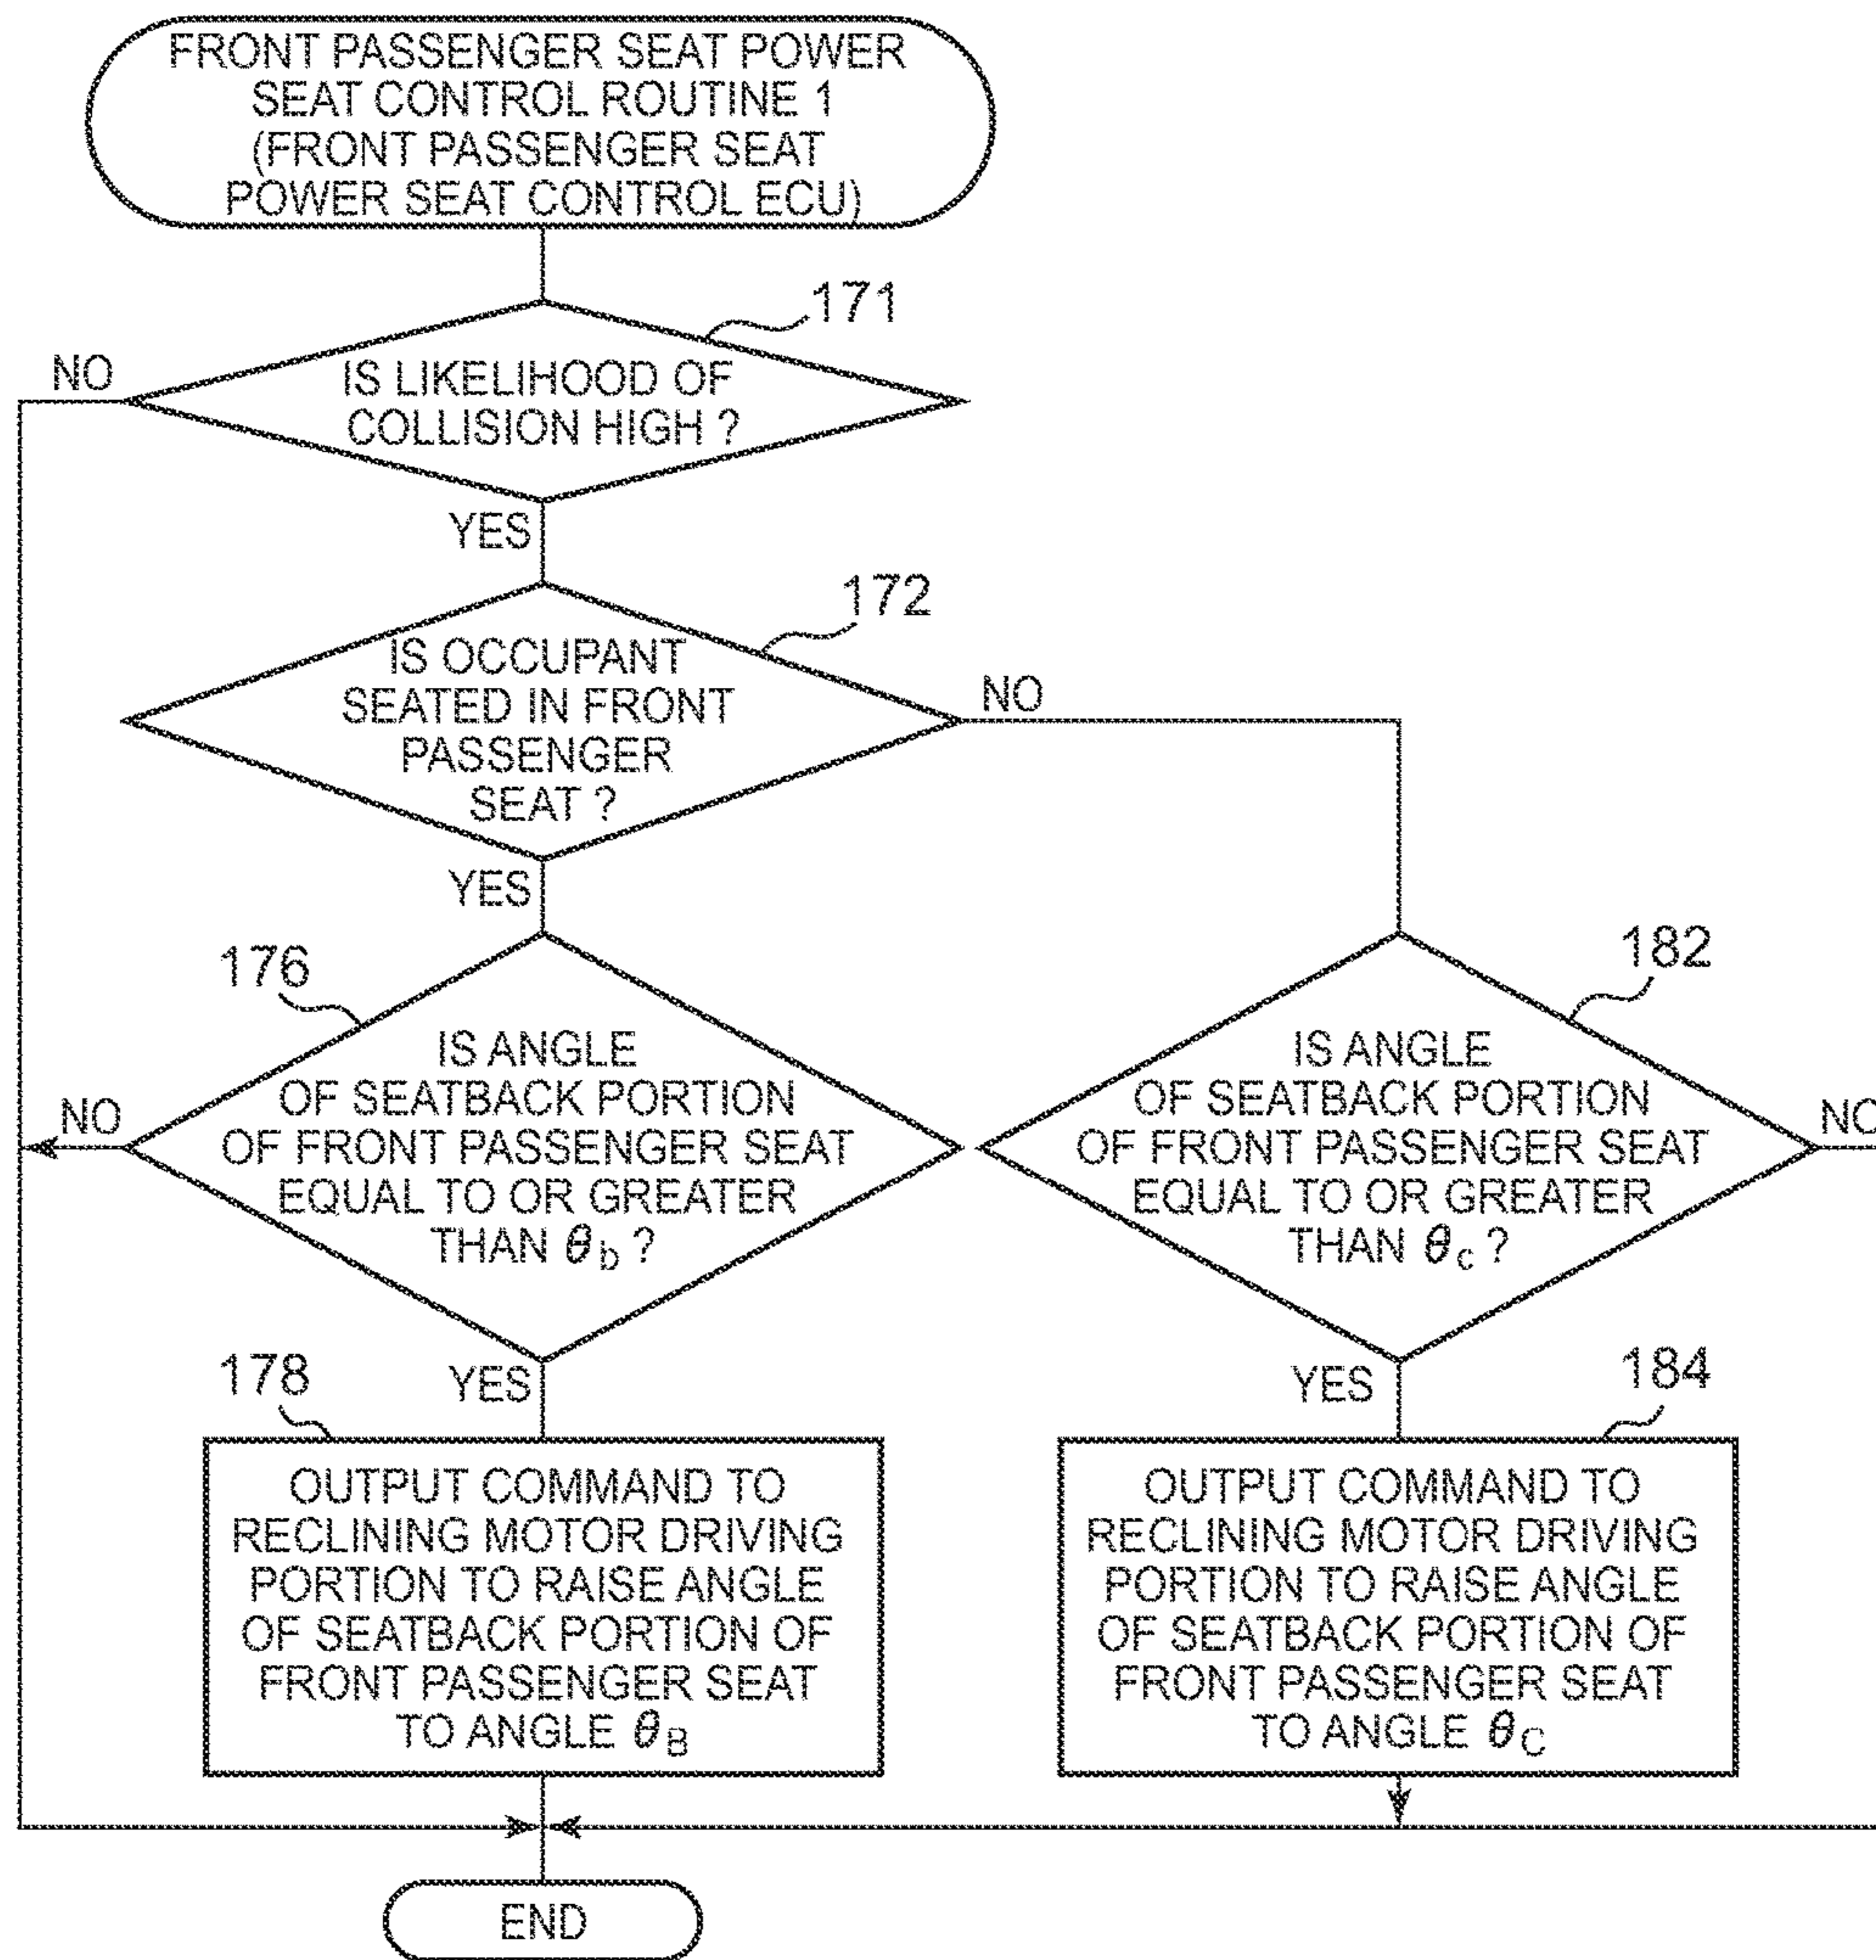 FRONT PASSENGER SEAT POWER
SEAT CONTROL ROUTINE 1
(FRONT PASSENGER SEAT
POWER SEAT CONTROL ECU)
171
NO
IS LIKELIHOOD OF
COLLISION HIGH ?
YES
172
IS OCCUPANT
SEATED IN FRONT
PASSENGER
SEAT ?
NO
YES
176
IS ANGLE
OF SEATBACK PORTION
OF FRONT PASSENGER SEAT
EQUAL TO OR GREATER
THAN θb ?
NO
YES
182
IS ANGLE
OF SEATBACK PORTION
OF FRONT PASSENGER SEAT
EQUAL TO OR GREATER
THAN θc ?
NO
YES
178
OUTPUT COMMAND TO
RECLINING MOTOR DRIVING
PORTION TO RAISE ANGLE
OF SEATBACK PORTION OF
FRONT PASSENGER SEAT
TO ANGLE θB
184
OUTPUT COMMAND TO
RECLINING MOTOR DRIVING
PORTION TO RAISE ANGLE
OF SEATBACK PORTION OF
FRONT PASSENGER SEAT
TO ANGLE θC
END